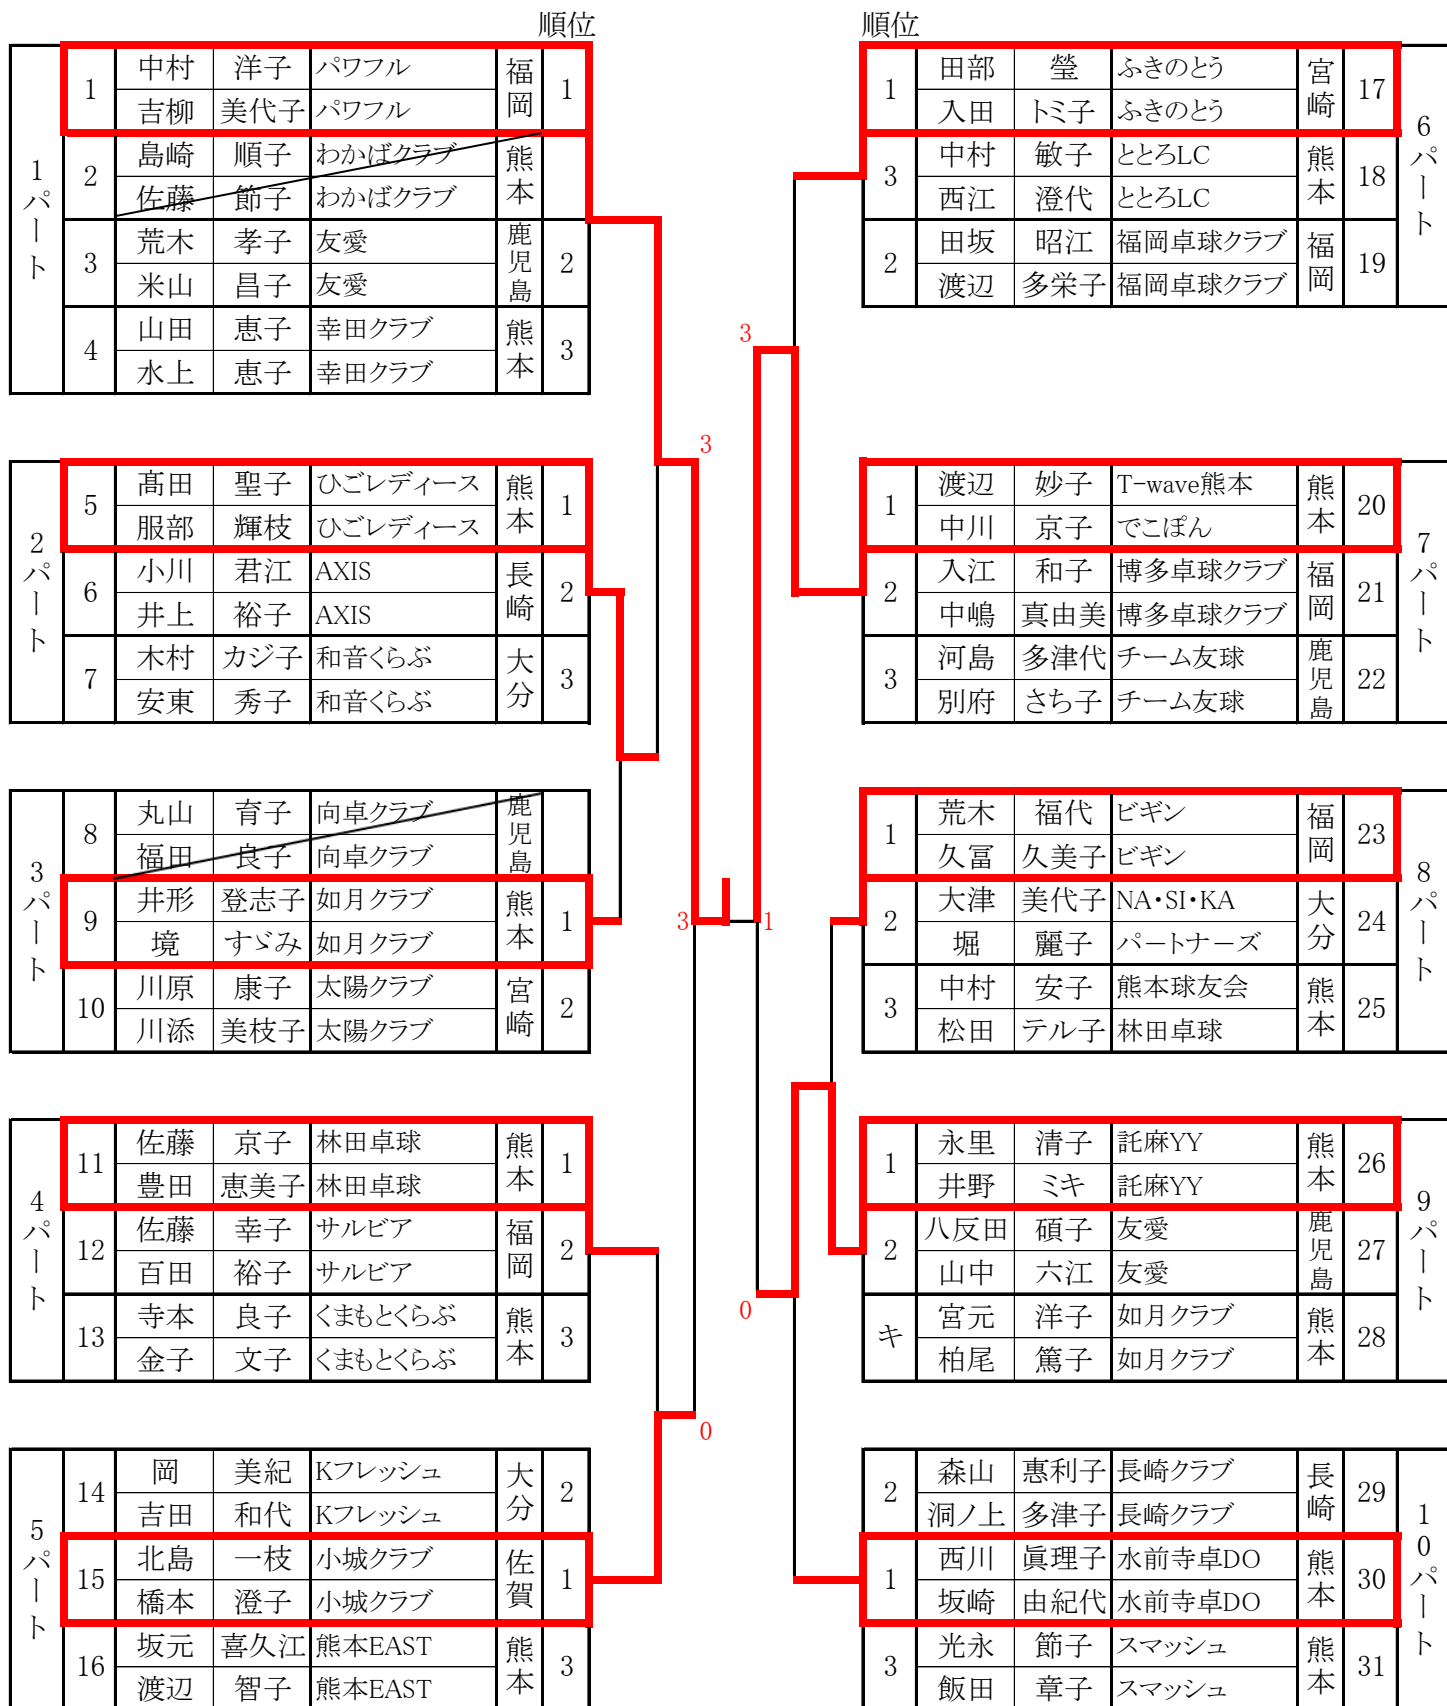 順位
1パート
1 中村 洋子 パワフル 福岡 1
吉柳 美代子 パワフル
2 島崎 順子 わかばクラブ 熊本
佐藤 節子 わかばクラブ
3 荒木 孝子 友愛 鹿児島 2
米山 昌子 友愛
4 山田 恵子 幸田クラブ 熊本 3
水上 恵子 幸田クラブ
2パート
5 髙田 聖子 ひごレディース 熊本 1
服部 輝枝 ひごレディース
6 小川 君江 AXIS 長崎 2
井上 裕子 AXIS
7 木村 カジ子 和音くらぶ 大分 3
安東 秀子 和音くらぶ
3パート
8 丸山 育子 向卓クラブ 鹿児島
福田 良子 向卓クラブ
9 井形 登志子 如月クラブ 熊本 1
境 すゞみ 如月クラブ
10 川原 康子 太陽クラブ 宮崎 2
川添 美枝子 太陽クラブ
4パート
11 佐藤 京子 林田卓球 熊本 1
豊田 恵美子 林田卓球
12 佐藤 幸子 サルビア 福岡 2
百田 裕子 サルビア
13 寺本 良子 くまもとくらぶ 熊本 3
金子 文子 くまもとくらぶ
5パート
14 岡 美紀 Kフレッシュ 大分 2
吉田 和代 Kフレッシュ
15 北島 一枝 小城クラブ 佐賀 1
橋本 澄子 小城クラブ
16 坂元 喜久江 熊本EAST 熊本 3
渡辺 智子 熊本EAST
3
0
3
1
3
0
順位
1 田部 瑩 ふきのとう 宮崎 17
入田 トミ子 ふきのとう
3 中村 敏子 ととろLC 熊本 18
西江 澄代 ととろLC
2 田坂 昭江 福岡卓球クラブ 福岡 19
渡辺 多栄子 福岡卓球クラブ
6パート
1 渡辺 妙子 T-wave熊本 熊本 20
中川 京子 でこぽん
2 入江 和子 博多卓球クラブ 福岡 21
中嶋 真由美 博多卓球クラブ
3 河島 多津代 チーム友球 鹿児島 22
別府 さち子 チーム友球
7パート
1 荒木 福代 ビギン 福岡 23
久冨 久美子 ビギン
2 大津 美代子 NA・SI・KA 大分 24
堀 麗子 パートナーズ
3 中村 安子 熊本球友会 熊本 25
松田 テル子 林田卓球
8パート
1 永里 清子 託麻YY 熊本 26
井野 ミキ 託麻YY
2 八反田 碩子 友愛 鹿児島 27
山中 六江 友愛
キ 宮元 洋子 如月クラブ 熊本 28
柏尾 篤子 如月クラブ
9パート
2 森山 惠利子 長崎クラブ 長崎 29
洞ノ上 多津子 長崎クラブ
1 西川 眞理子 水前寺卓DO 熊本 30
坂崎 由紀代 水前寺卓DO
3 光永 節子 スマッシュ 熊本 31
飯田 章子 スマッシュ
10パート